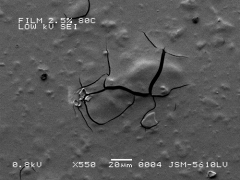 FILM 2.5% 80C
LOW kV SEI
0.8kV X550 20µm 0004 JSM-5610LV